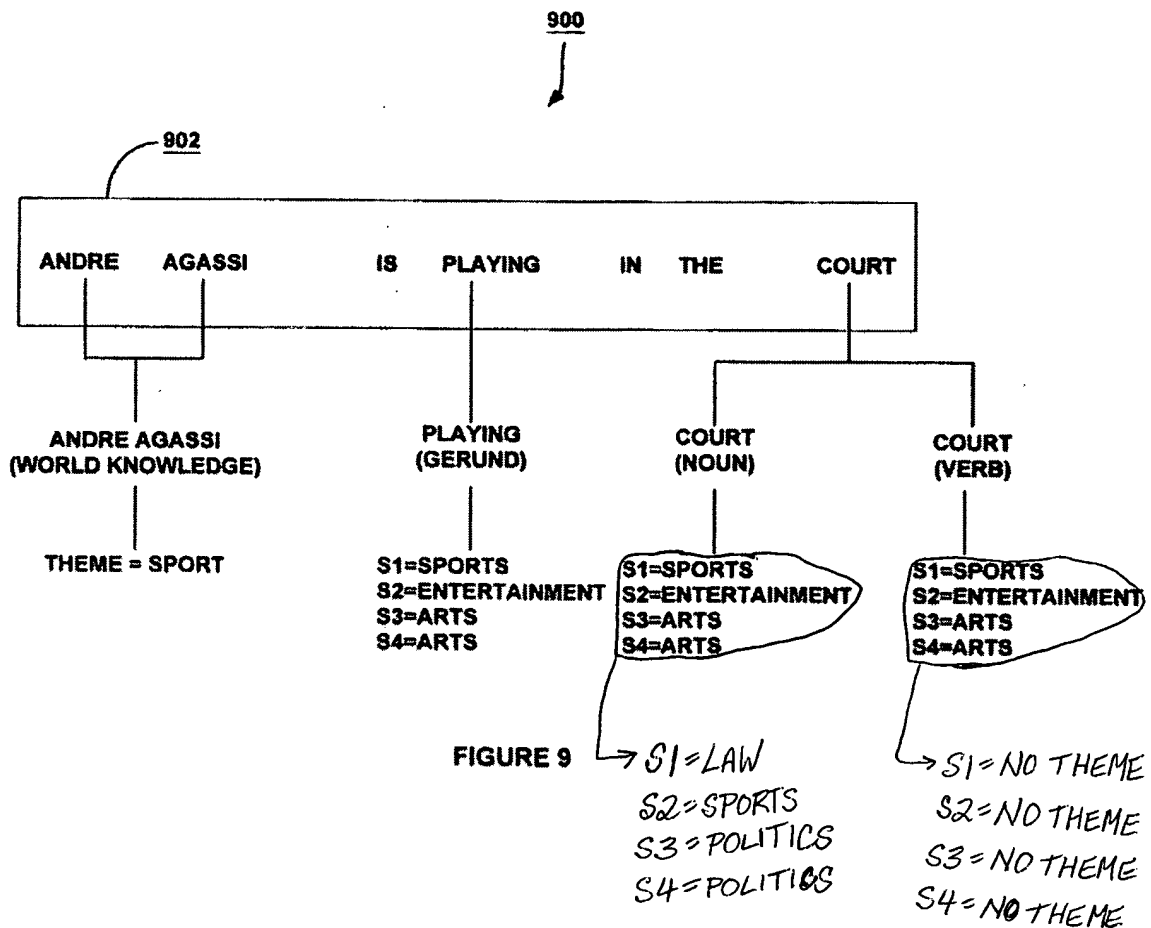 900
902
ANDRE AGASSI IS PLAYING IN THE COURT
ANDRE AGASSI
(WORLD KNOWLEDGE)
THEME = SPORT
PLAYING
(GERUND)
S1=SPORTS
S2=ENTERTAINMENT
S3=ARTS
S4=ARTS
COURT
(NOUN)
S1=SPORTS
S2=ENTERTAINMENT
S3=ARTS
S4=ARTS
COURT
(VERB)
S1=SPORTS
S2=ENTERTAINMENT
S3=ARTS
S4=ARTS
FIGURE 9
S1=LAW
S2=SPORTS
S3=POLITICS
S4=POLITICS
S1=NO THEME
S2=NO THEME
S3=NO THEME
S4=NO THEME